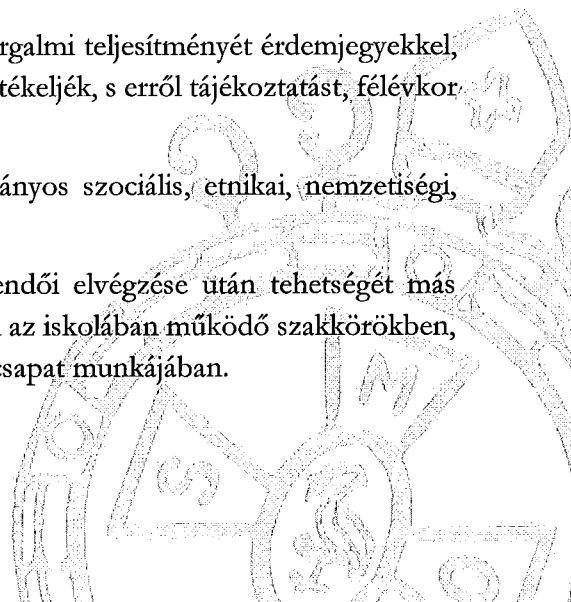 rgalmi teljesítményét érdemjegyekkel,
tékeljék, s erről tájékoztatást, félévkor
ányos szociális, etnikai, nemzetiségi,
endői elvégzése után tehetségét más
az iskolában működő szakkörökben,
csapat munkájában.
M
S